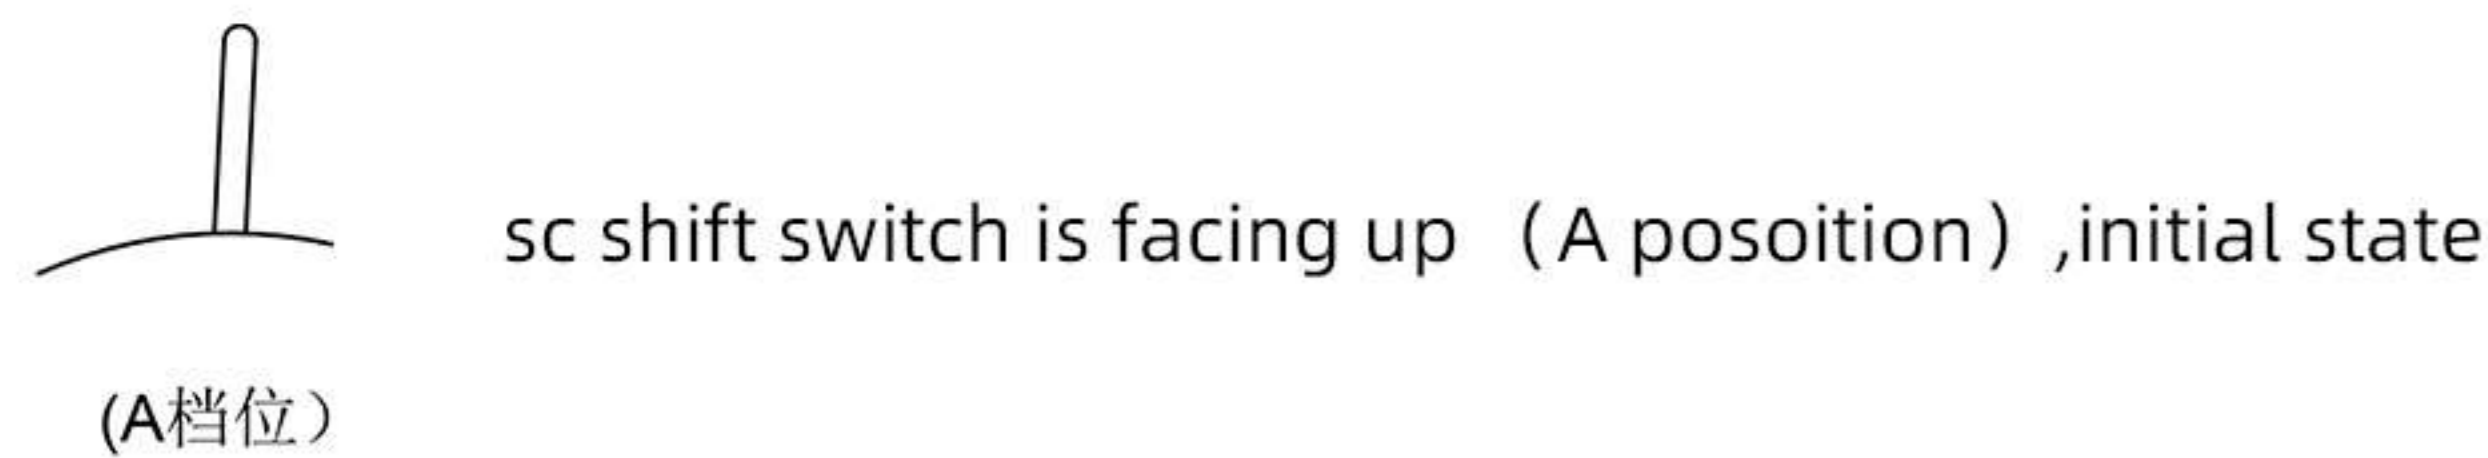 sc shift switch is facing up （A posoition）,initial state
(A档位）